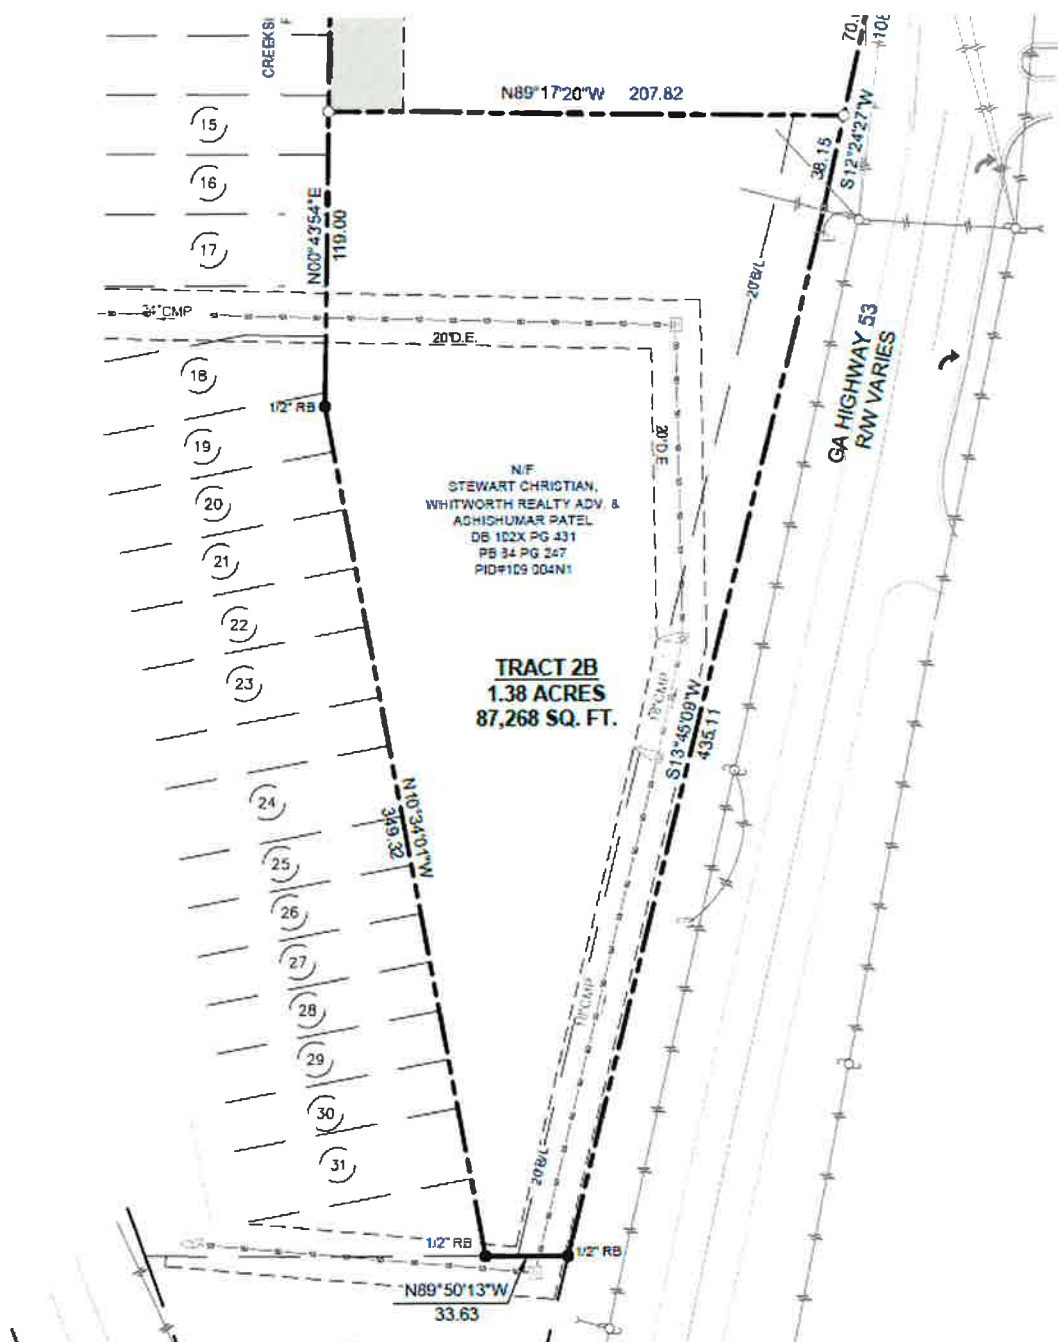 CREEKSI
70.
108
N89°17'20"W 207.82
38.15
S12°24'27"W
15
16
17
N00°43'54"E
119.00
20'B/L
24"CMP
20'D.E.
GA HIGHWAY 53
R/W VARIES
18
1/2" RB
19
20
21
22
23
20'D.E
N/F
STEWART CHRISTIAN,
WHITWORTH REALTY ADV. &
ASHISHUMAR PATEL
DB 102X PG 431
PB 34 PG 247
PID#109 004N1
TRACT 2B
1.38 ACRES
87,268 SQ. FT.
18"CMP
S13°45'09"W
435.11
24
25
26
27
28
29
30
31
N10°34'01"W
349.32
18"CMP
20'B/L
1/2" RB
1/2" RB
N89°50'13"W
33.63